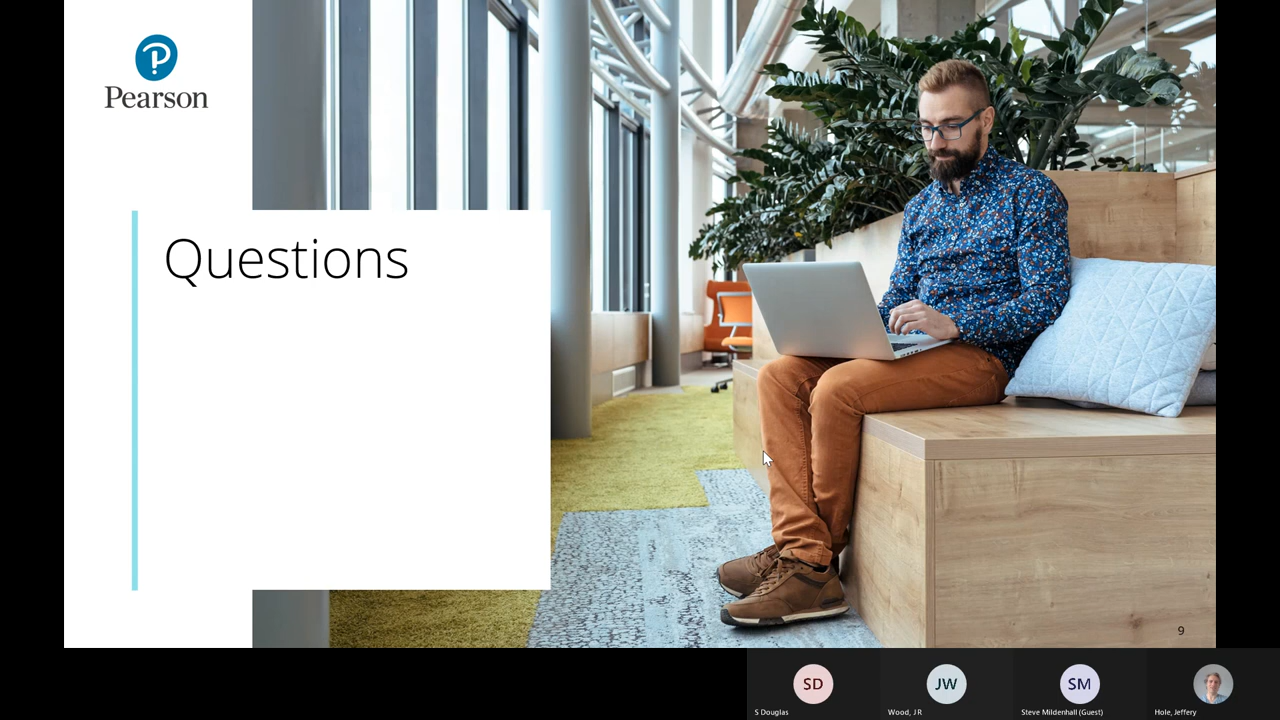 Pearson
Questions
9
SD
JW
SM
S Douglas
Wood, J R
Steve Mildenhall (Guest)
Hole, Jeffery